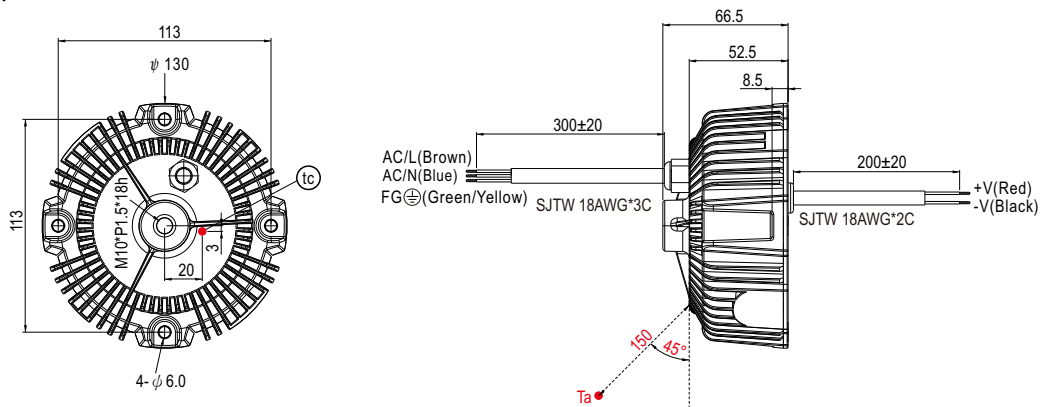 113
ψ 130
113
M10*P1.5*18h
tc
3
20
4- ϕ 6.0
66.5
52.5
8.5
300±20
AC/L(Brown)
AC/N(Blue)
FG⏚(Green/Yellow)
SJTW 18AWG*3C
200±20
+V(Red)
-V(Black)
SJTW 18AWG*2C
150
45°
Ta